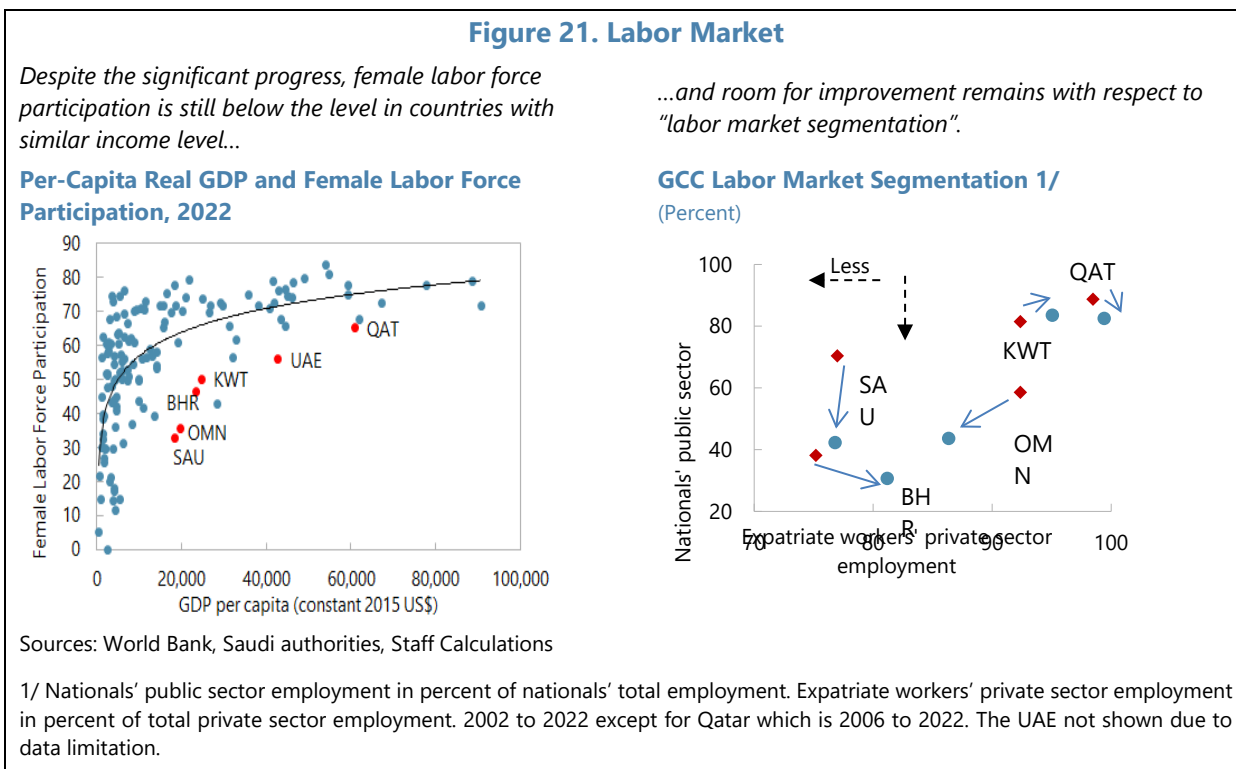 Figure 21. Labor Market
Despite the significant progress, female labor force
participation is still below the level in countries with
similar income level...
Per-Capita Real GDP and Female Labor Force
Participation, 2022
90
80
70
60
50
40
30
20
10
0
Female Labor Force Participation
QAT
UAE
KWT
BHR
OMN
SAU
0
20,000
40,000
60,000
80,000
100,000
GDP per capita (constant 2015 US$)
...and room for improvement remains with respect to
“labor market segmentation”.
GCC Labor Market Segmentation 1/
(Percent)
100
80
60
40
20
Nationals' public sector
Less
QAT
KWT
SA
U
OM
N
BH
R
70
80
90
100
Expatriate workers' private sector
employment
Sources: World Bank, Saudi authorities, Staff Calculations
1/ Nationals’ public sector employment in percent of nationals’ total employment. Expatriate workers’ private sector employment
in percent of total private sector employment. 2002 to 2022 except for Qatar which is 2006 to 2022. The UAE not shown due to
data limitation.